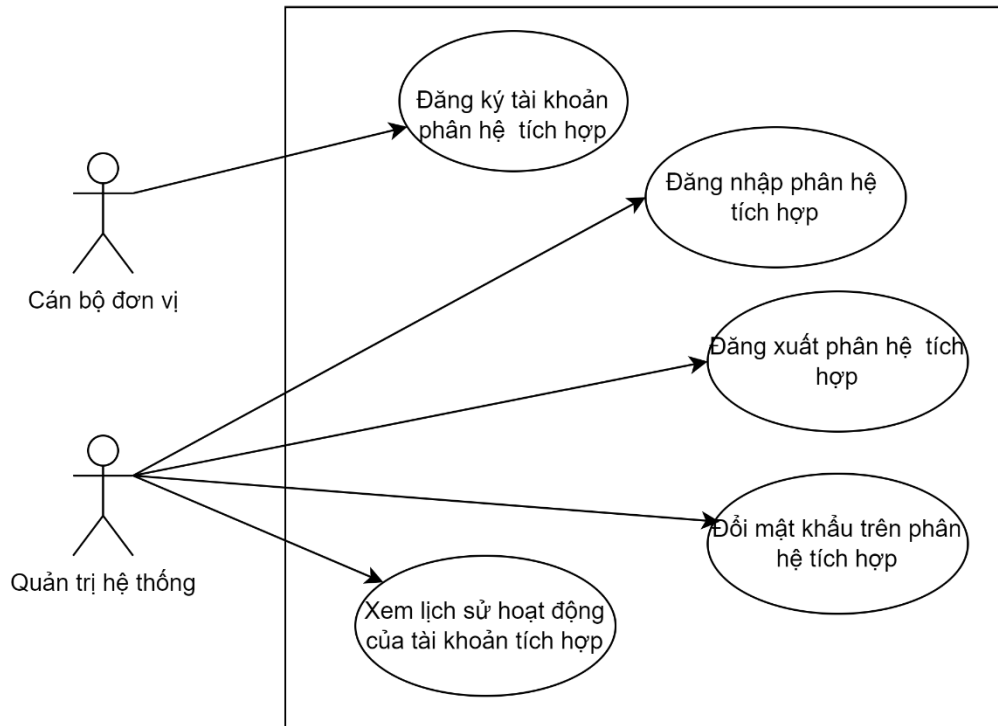 Đăng ký tài khoản
phân hệ tích hợp
Đăng nhập phân hệ
tích hợp
Cán bộ đơn vị
Đăng xuất phân hệ tích
hợp
Đổi mật khẩu trên phân
hệ tích hợp
Quản trị hệ thống
Xem lịch sử hoạt động
của tài khoản tích hợp